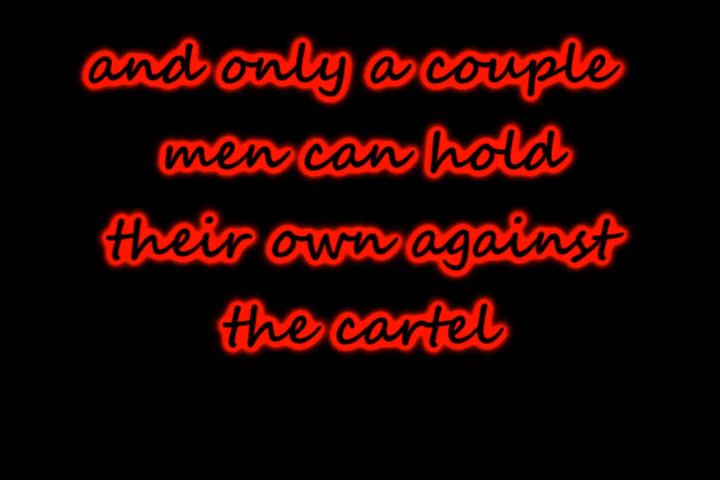 and only a couple
men can hold
their own against
the cartel